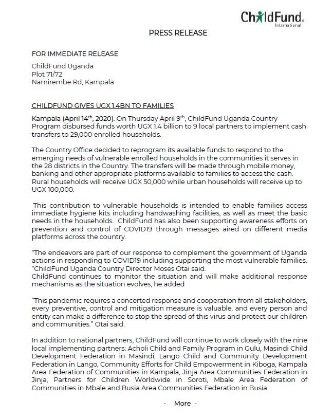 ChildFund.
International
PRESS RELEASE
FOR IMMEDIATE RELEASE
ChildFund Uganda
Plot 71/72
Namirembe Rd, Kampala
CHILDFUND GIVES UGX 1.4BN TO FAMILIES
Kampala (April 14th, 2020). On Thursday April 9th, ChildFund Uganda Country
Program disbursed funds worth UGX 1.4 billion to 9 local partners to implement cash
transfers to 29,000 enrolled households.
The Country Office decided to reprogram its available funds to respond to the
emerging needs of vulnerable enrolled households in the communities it serves in
the 28 districts in the Country. The transfers will be made through mobile money,
banking and other appropriate platforms available to families to access the cash.
Rural households will receive UGX 50,000 while urban households will receive up to
UGX 100,000.
'This contribution to vulnerable households is intended to enable families access
immediate hygiene kits including handwashing facilities, as well as meet the basic
needs in the households. ChildFund has also been supporting awareness efforts on
prevention and control of COVID19 through messages aired on different media
platforms across the country.
'The endeavors are part of our response to complement the government of Uganda
actions in responding to COVID19 including supporting the most vulnerable families.
"ChildFund Uganda Country Director Moses Otai said.
ChildFund continues to monitor the situation and will make additional response
mechanisms as the situation evolves, he added
"This pandemic requires a concerted response and cooperation from all stakeholders,
every preventive, control and mitigation measure is valuable, and every person and
entity can make a difference to stop the spread of this virus and protect our children
and communities." Otai said.
In addition to national partners, ChildFund will continue to work closely with the nine
local implementing partners: Acholi Child and Family Program in Gulu, Masindi Child
Development Federation in Masindi, Lango Child and Community Development
Federation in Lango, Community Efforts for Child Empowerment in Kiboga, Kampala
Area Federation of Communities in Kampala, Jinja Area Communities Federation in
Jinja, Partners for Children Worldwide in Soroti, Mbale Area Federation of
Communities in Mbale and Busia Area Communities Federation in Busia.
- More -